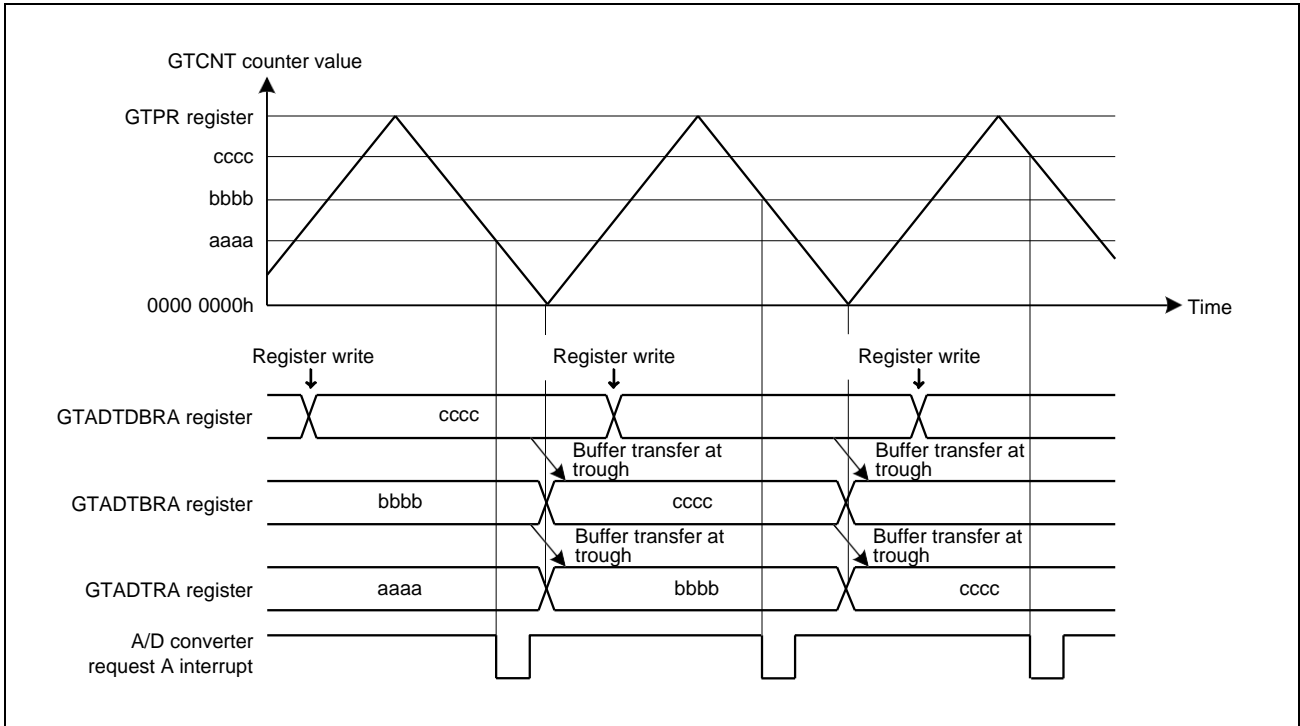 GTCNT counter value
GTPR register
cccc
bbbb
aaaa
0000 0000h
Time
Register write
Register write
Register write
GTADTDBRA register
cccc
Buffer transfer at
trough
Buffer transfer at
trough
GTADTBRA register
bbbb
cccc
Buffer transfer at
trough
Buffer transfer at
trough
GTADTRA register
aaaa
bbbb
cccc
A/D converter
request A interrupt